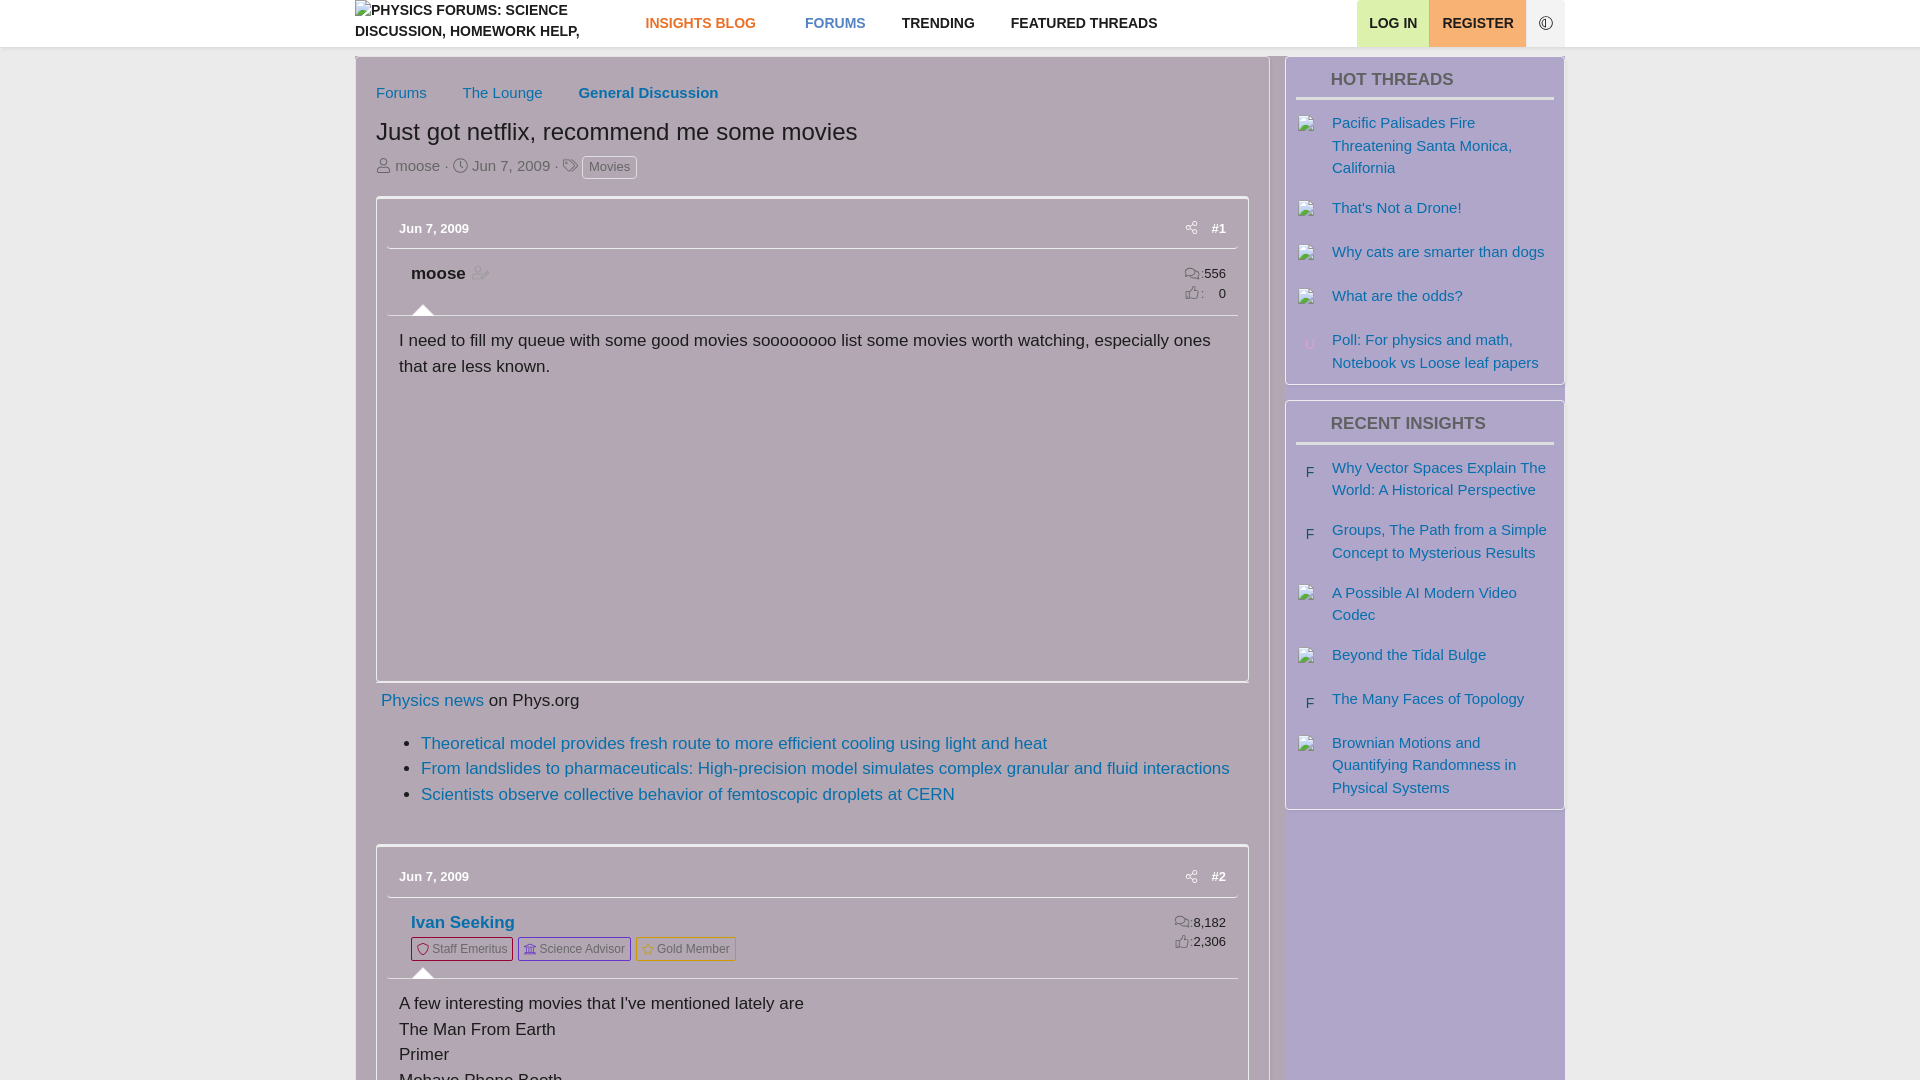 PHYSICS FORUMS: SCIENCE
DISCUSSION, HOMEWORK HELP,
INSIGHTS BLOG
FORUMS
TRENDING
FEATURED THREADS
LOG IN
REGISTER
Forums
The Lounge
General Discussion
Just got netflix, recommend me some movies
moose · Jun 7, 2009 · Movies
Jun 7, 2009
#1
moose
:556
: 0
I need to fill my queue with some good movies soooooooo list some movies worth watching, especially ones
that are less known.
Physics news on Phys.org
• Theoretical model provides fresh route to more efficient cooling using light and heat
• From landslides to pharmaceuticals: High-precision model simulates complex granular and fluid interactions
• Scientists observe collective behavior of femtoscopic droplets at CERN
Jun 7, 2009
#2
Ivan Seeking
:8,182
Staff Emeritus
Science Advisor
Gold Member
:2,306
A few interesting movies that I've mentioned lately are
The Man From Earth
Primer
Mohave Phone Booth
HOT THREADS
Pacific Palisades Fire
Threatening Santa Monica,
California
That's Not a Drone!
Why cats are smarter than dogs
What are the odds?
U
Poll: For physics and math,
Notebook vs Loose leaf papers
RECENT INSIGHTS
F
Why Vector Spaces Explain The
World: A Historical Perspective
F
Groups, The Path from a Simple
Concept to Mysterious Results
A Possible AI Modern Video
Codec
Beyond the Tidal Bulge
F
The Many Faces of Topology
Brownian Motions and
Quantifying Randomness in
Physical Systems